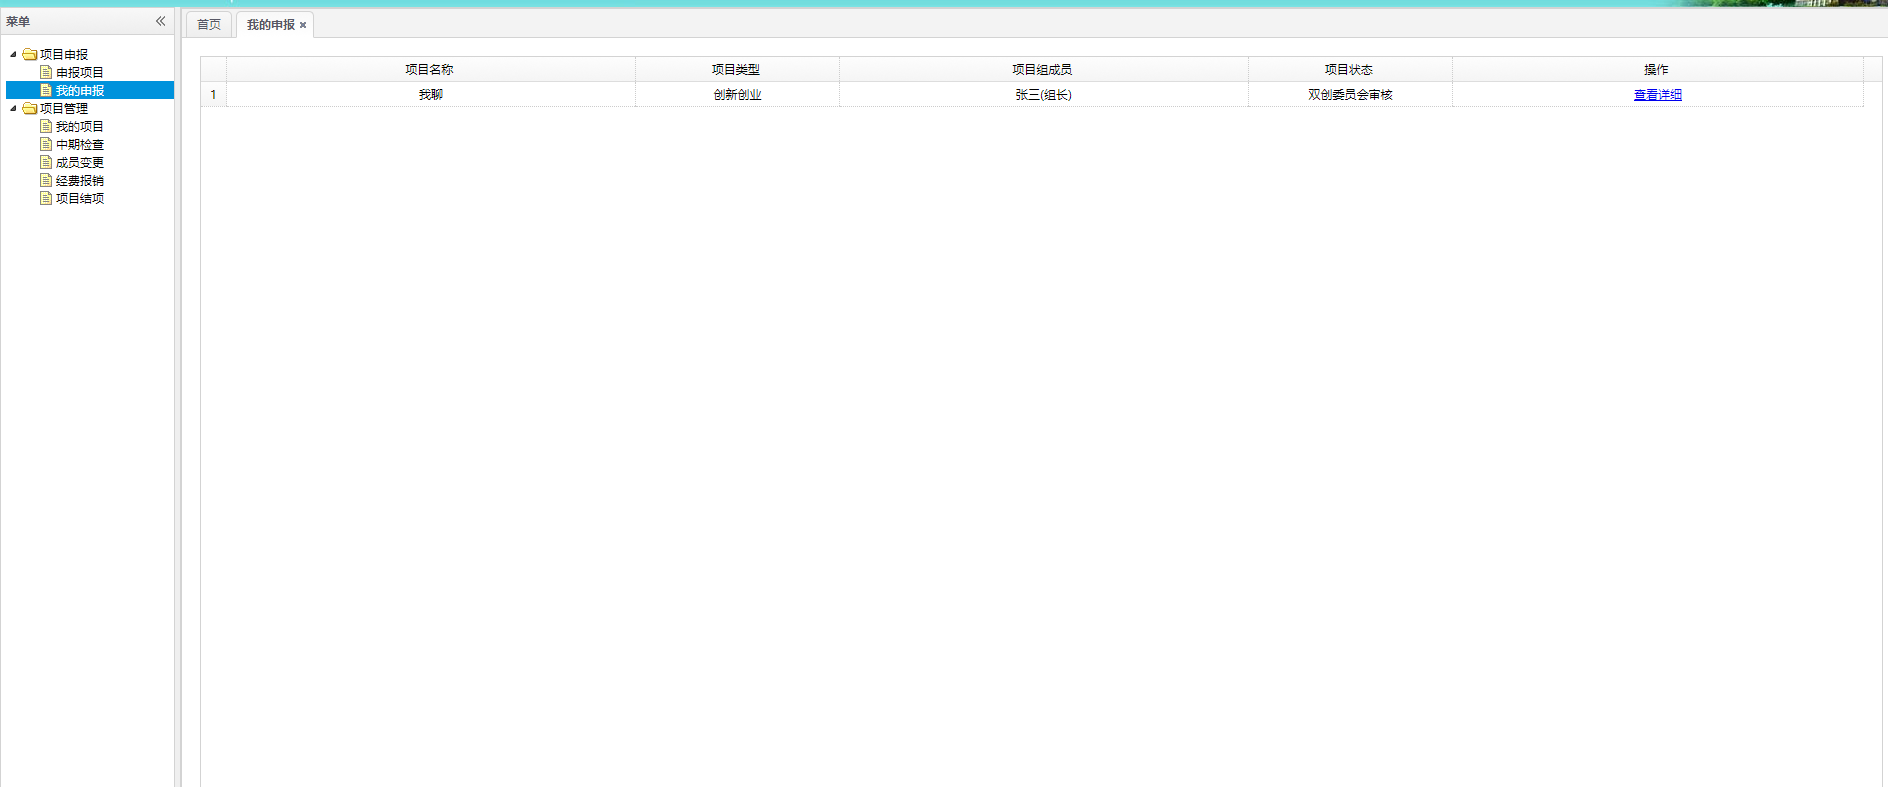 菜单
项目申报
申报项目
我的申报
项目管理
我的项目
中期检查
成员变更
经费报销
项目结项
首页 我的申报
项目名称 项目类型 项目组成员 项目状态 操作
1 我聊 创新创业 张三(组长) 双创委员会审核 查看详细